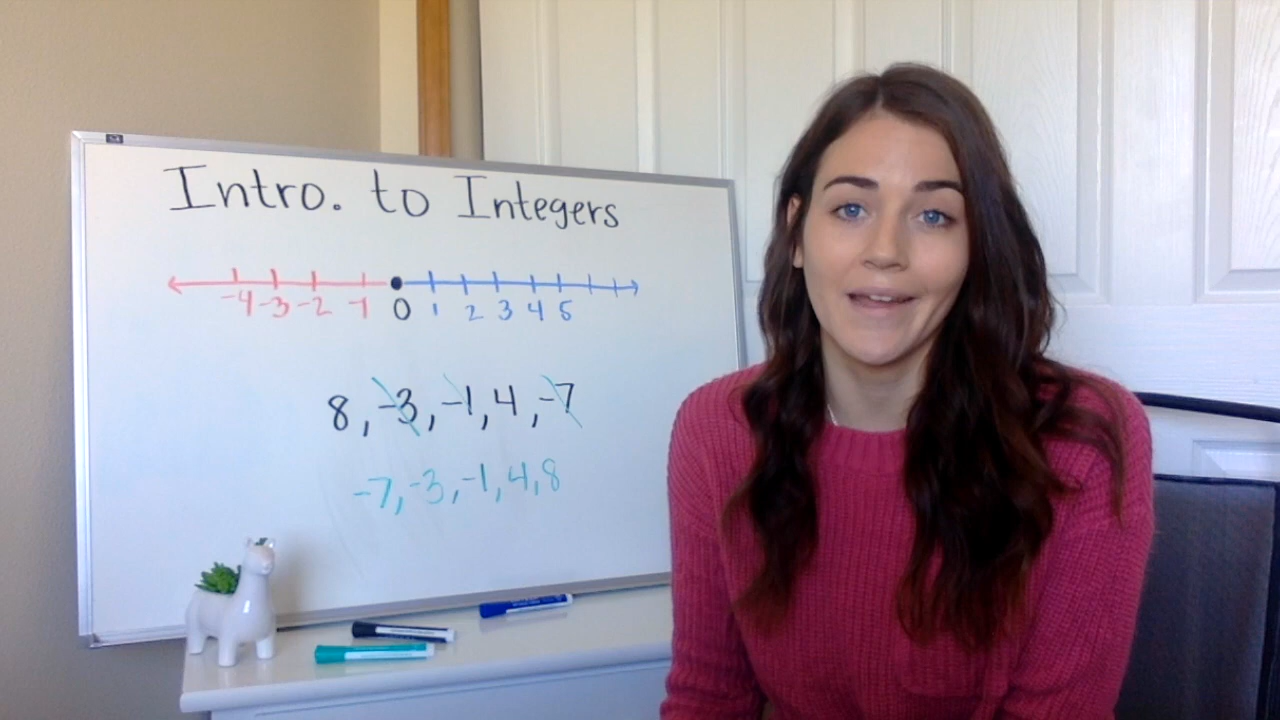 Intro. to Integers
-4 -3 -2 -1 0 1 2 3 4 5
8, -3, -1, 4, -7
-7, -3, -1, 4, 8